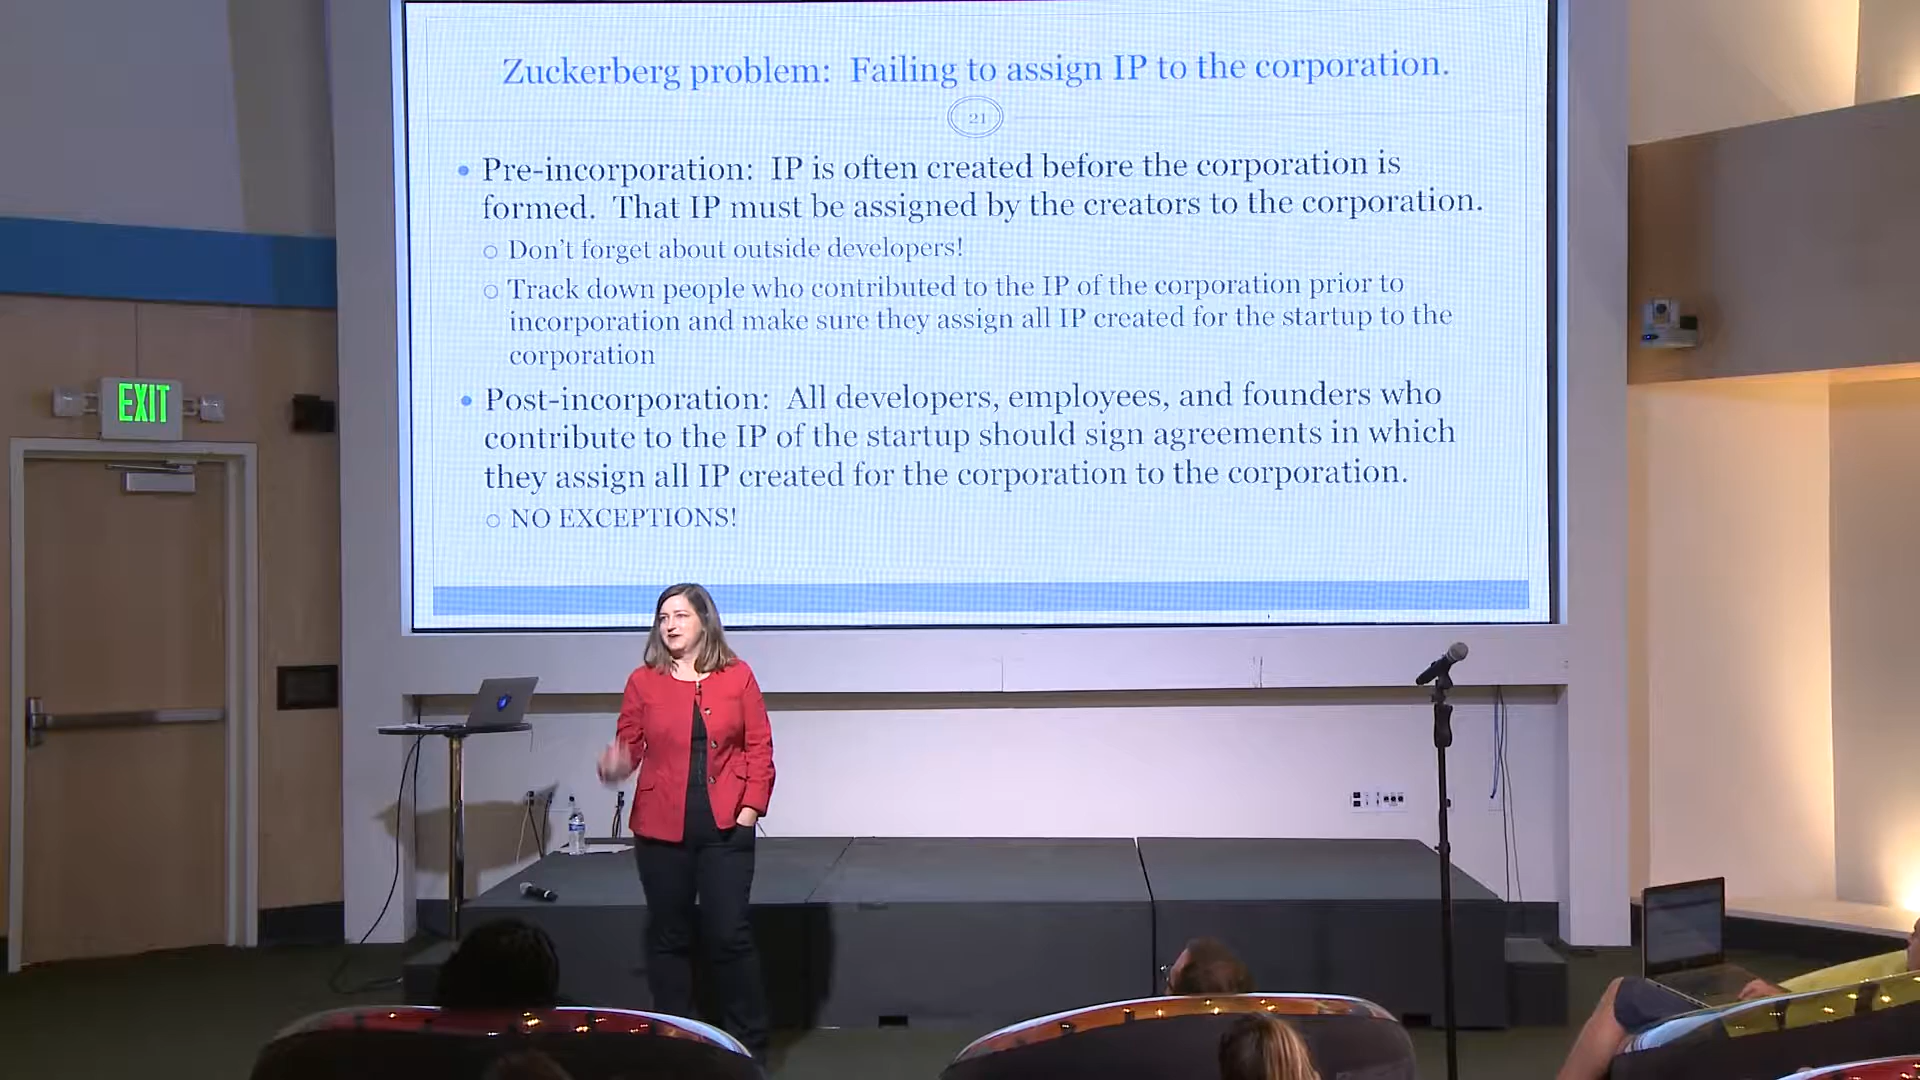 Zuckerberg problem: Failing to assign IP to the corporation.
21
• Pre-incorporation: IP is often created before the corporation is
formed. That IP must be assigned by the creators to the corporation.
○ Don't forget about outside developers!
○ Track down people who contributed to the IP of the corporation prior to
incorporation and make sure they assign all IP created for the startup to the
corporation
• Post-incorporation: All developers, employees, and founders who
contribute to the IP of the startup should sign agreements in which
they assign all IP created for the corporation to the corporation.
○ NO EXCEPTIONS!
EXIT